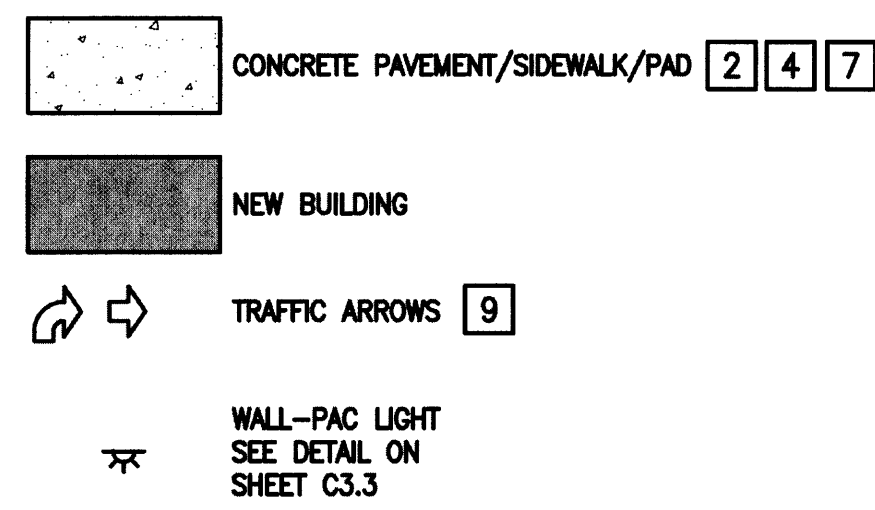 CONCRETE PAVEMENT/SIDEWALK/PAD 2 4 7
NEW BUILDING
TRAFFIC ARROWS 9
WALL-PAC LIGHT
SEE DETAIL ON
SHEET C3.3